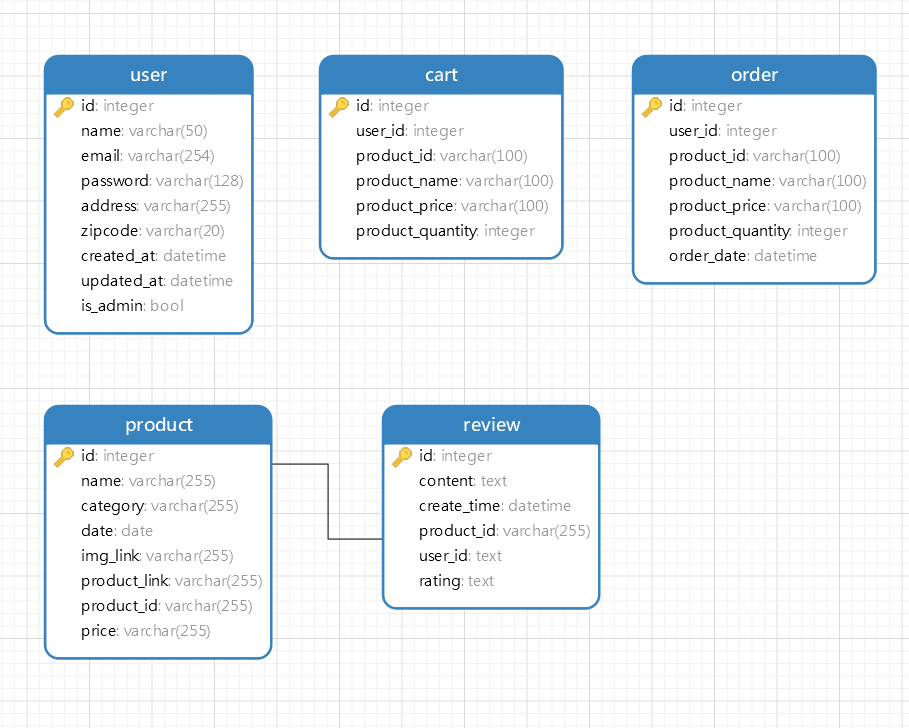 user
id: integer
name: varchar(50)
email: varchar(254)
password: varchar(128)
address: varchar(255)
zipcode: varchar(20)
created_at: datetime
updated_at: datetime
is_admin: bool
cart
id: integer
user_id: integer
product_id: varchar(100)
product_name: varchar(100)
product_price: varchar(100)
product_quantity: integer
order
id: integer
user_id: integer
product_id: varchar(100)
product_name: varchar(100)
product_price: varchar(100)
product_quantity: integer
order_date: datetime
product
id: integer
name: varchar(255)
category: varchar(255)
date: date
img_link: varchar(255)
product_link: varchar(255)
product_id: varchar(255)
price: varchar(255)
review
id: integer
content: text
create_time: datetime
product_id: varchar(255)
user_id: text
rating: text